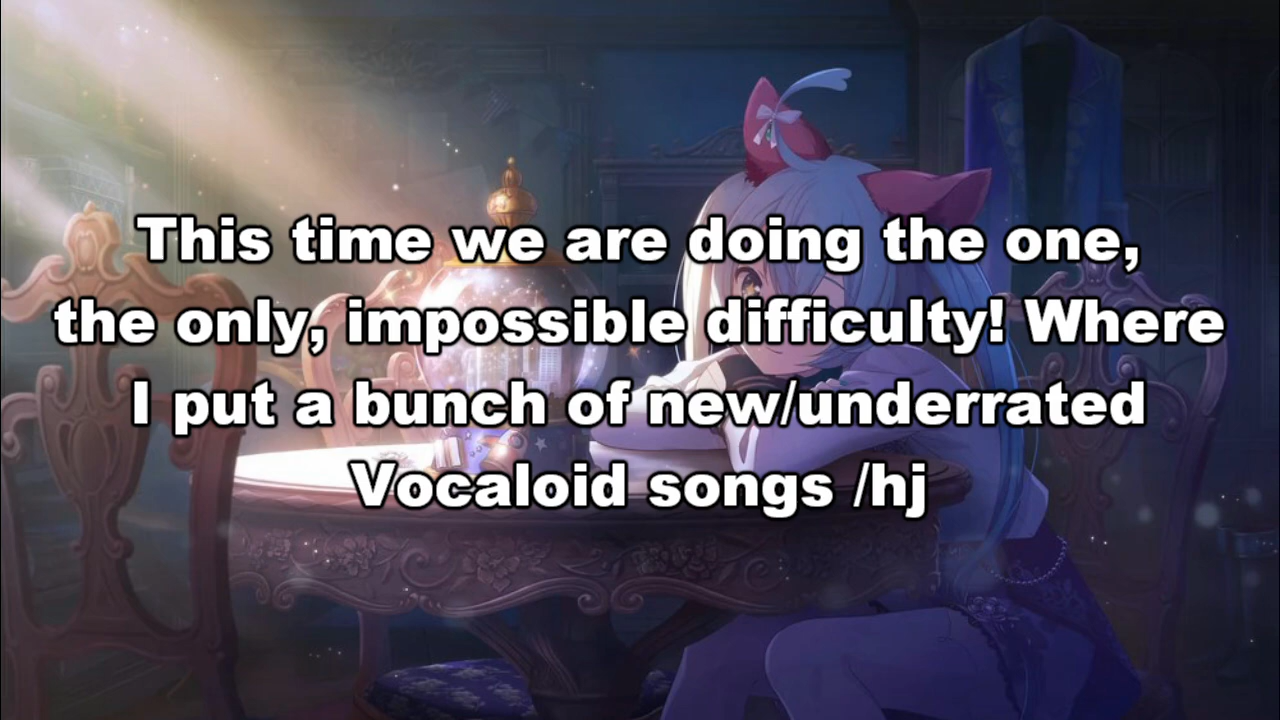 This time we are doing the one,
the only, impossible difficulty! Where
I put a bunch of new/underrated
Vocaloid songs /hj